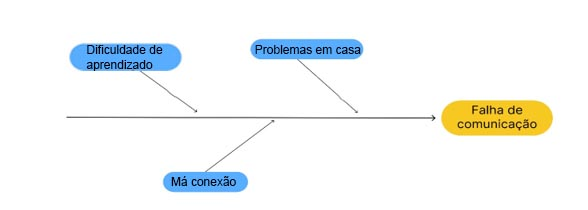 Dificuldade de
aprendizado
Problemas em casa
Falha de
comunicação
Má conexão